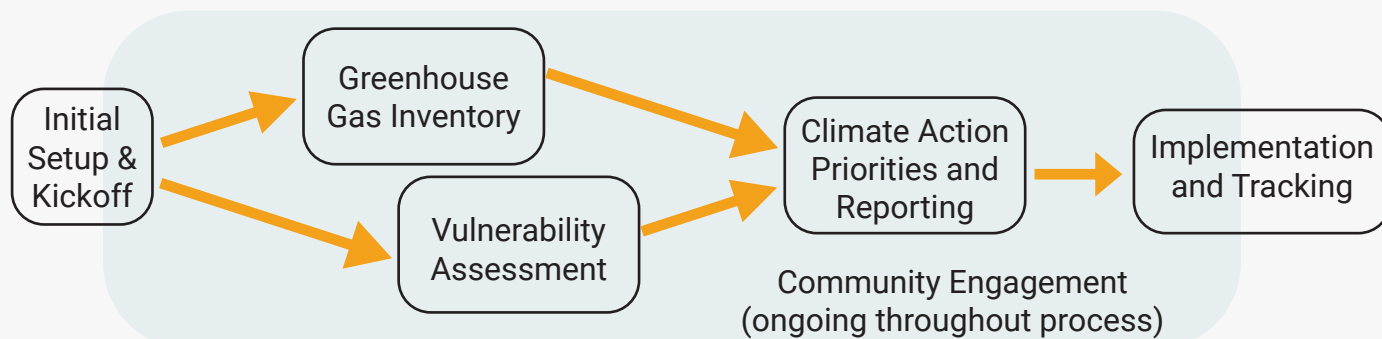 Initial
Setup &
Kickoff
Greenhouse
Gas Inventory
Vulnerability
Assessment
Climate Action
Priorities and
Reporting
Implementation
and Tracking
Community Engagement
(ongoing throughout process)